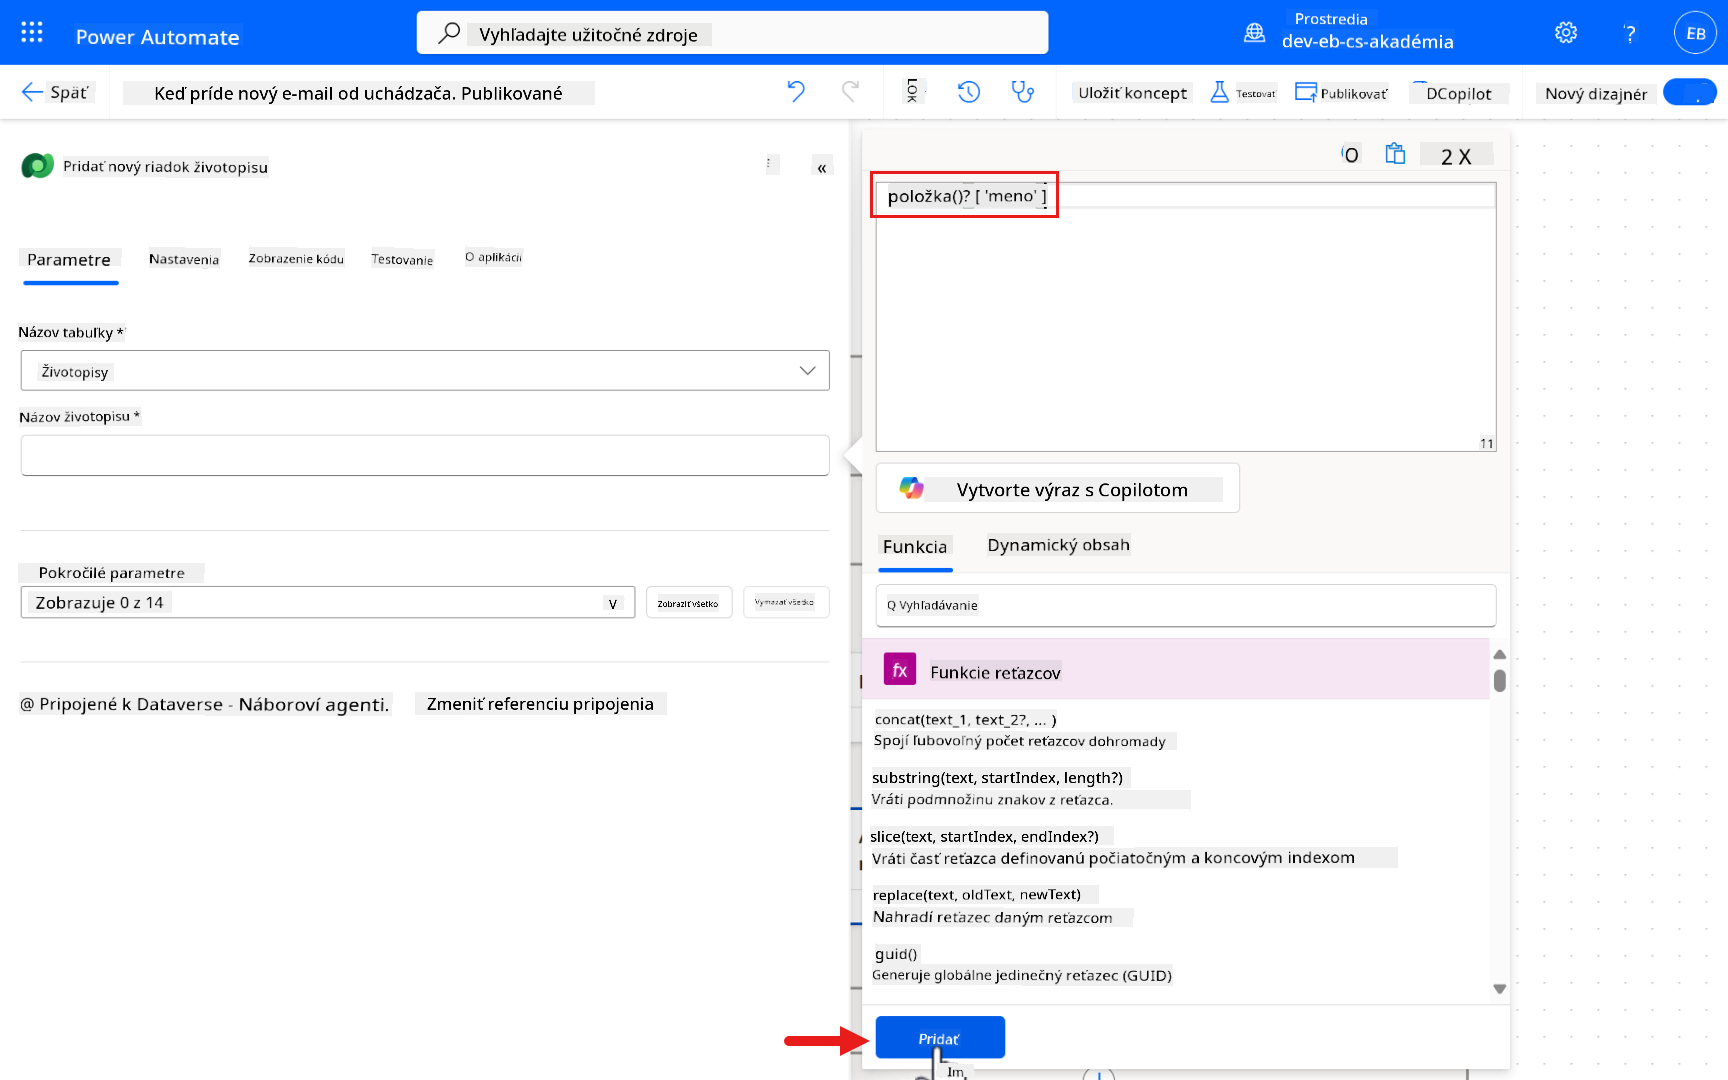 Power Automate
Vyhľadajte užitočné zdroje
Prostredia
dev-eb-cs-akadémia
?
EB
Späť
Keď príde nový e-mail od uchádzača. Publikované
LOK
Uložiť koncept
Testovať
Publikovať
DCopilot
Nový dizajnér
Pridať nový riadok životopisu
«
Parametre
Nastavenia
Zobrazenie kódu
Testovanie
O aplikácii
Názov tabuľky *
Životopisy
Názov životopisu *
Pokročilé parametre
Zobrazuje 0 z 14
V
Zobraziť všetko
Vymazať všetko
@ Pripojené k Dataverse - Náboroví agenti.
Zmeniť referenciu pripojenia
O
2 X
položka()? [ 'meno' ]
11
Vytvorte výraz s Copilotom
Funkcia
Dynamický obsah
Q Vyhľadávanie
fx
Funkcie reťazcov
concat(text_1, text_2?, ... )
Spojí ľubovoľný počet reťazcov dohromady
substring(text, startIndex, length?)
Vráti podmnožinu znakov z reťazca.
slice(text, startIndex, endIndex?)
Vráti časť reťazca definovanú počiatočným a koncovým indexom
replace(text, oldText, newText)
Nahradí reťazec daným reťazcom
guid()
Generuje globálne jedinečný reťazec (GUID)
Pridať
Im